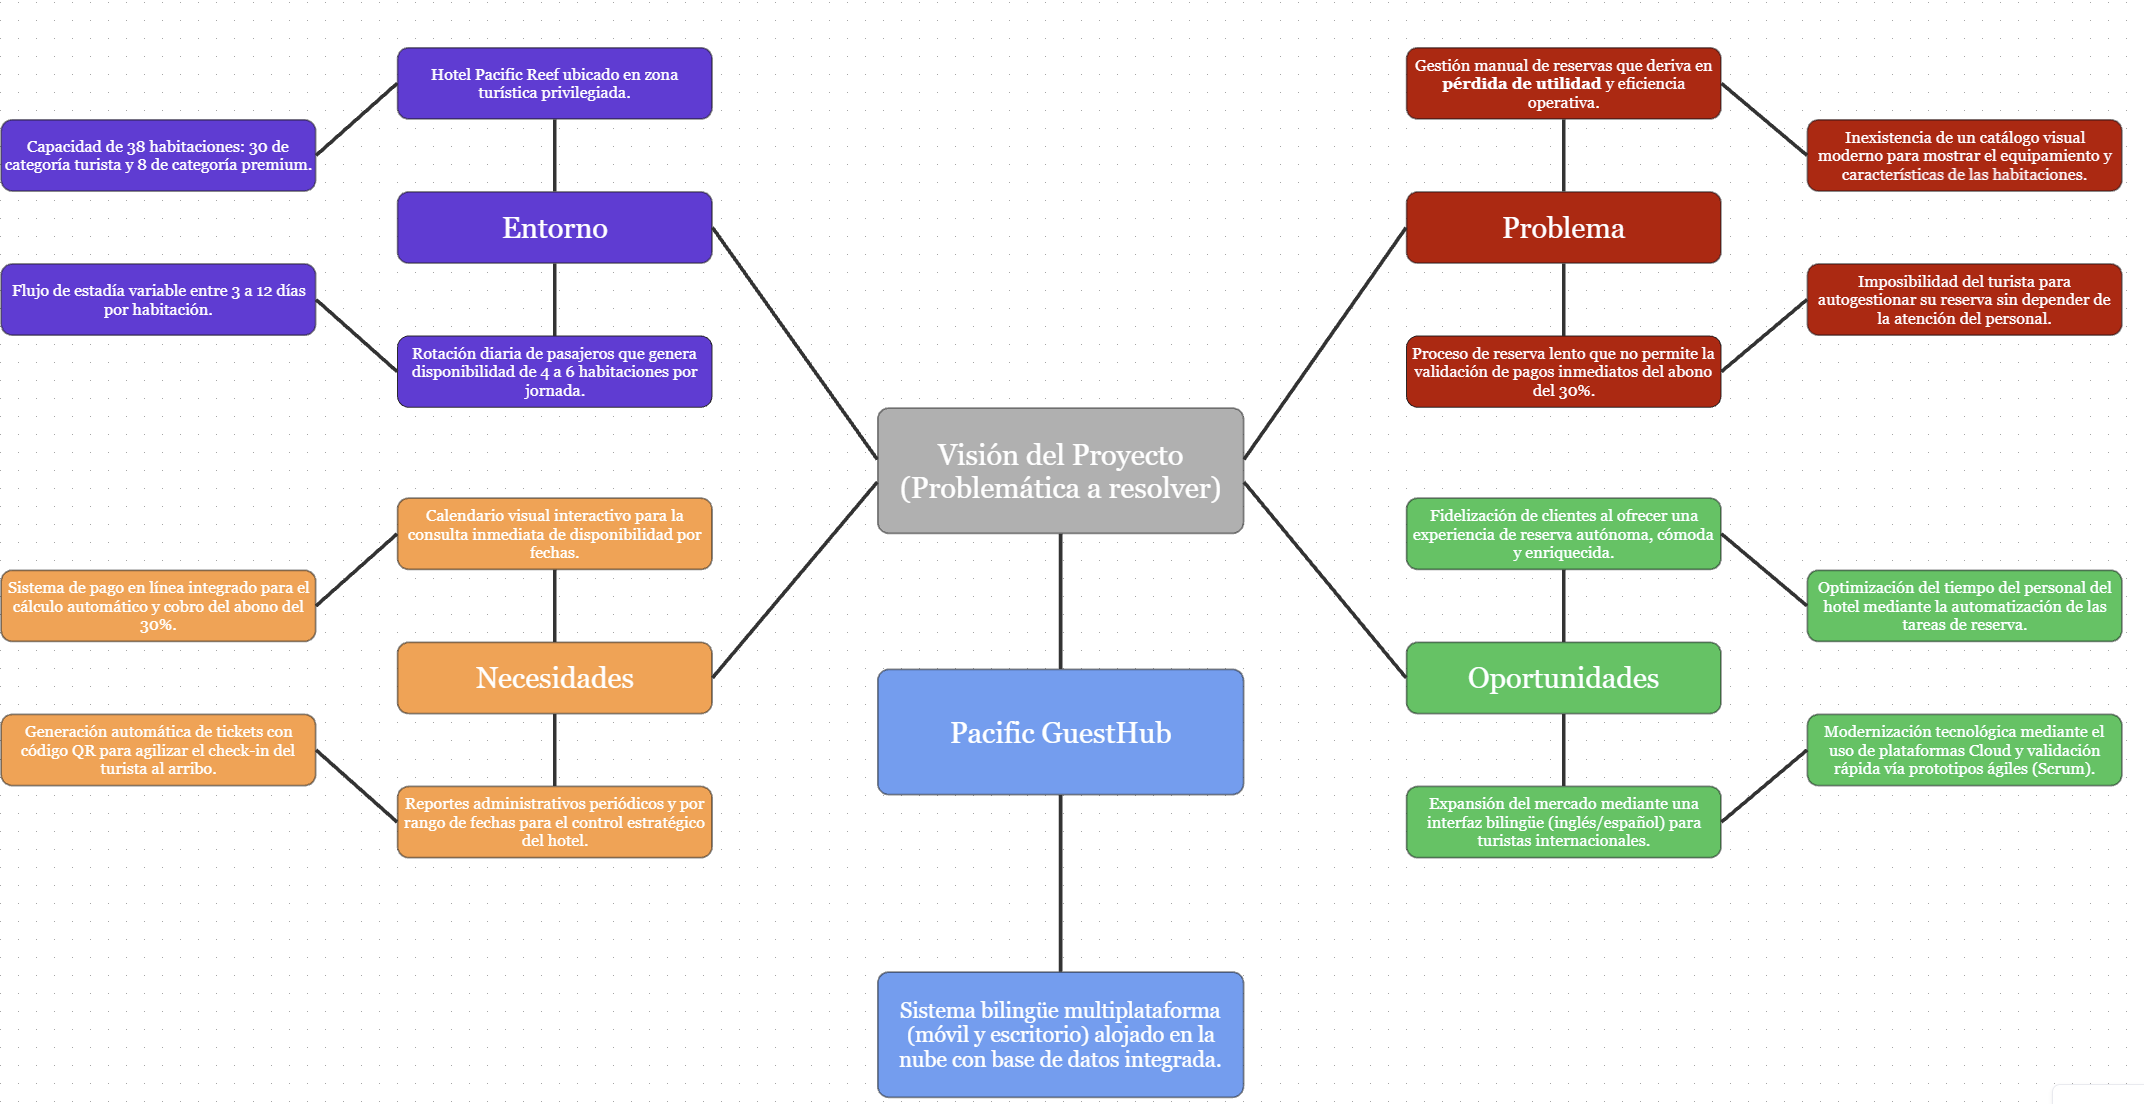 Hotel Pacific Reef ubicado en zona
turística privilegiada.
Capacidad de 38 habitaciones: 30 de
categoría turista y 8 de categoría premium.
Entorno
Flujo de estadía variable entre 3 a 12 días
por habitación.
Rotación diaria de pasajeros que genera
disponibilidad de 4 a 6 habitaciones por
jornada.
Gestión manual de reservas que deriva en
pérdida de utilidad y eficiencia
operativa.
Inexistencia de un catálogo visual
moderno para mostrar el equipamiento y
características de las habitaciones.
Problema
Imposibilidad del turista para
autogestionar su reserva sin depender de
la atención del personal.
Proceso de reserva lento que no permite la
validación de pagos inmediatos del abono
del 30%.
Visión del Proyecto
(Problemática a resolver)
Calendario visual interactivo para la
consulta inmediata de disponibilidad por
fechas.
Sistema de pago en línea integrado para el
cálculo automático y cobro del abono del
30%.
Necesidades
Generación automática de tickets con
código QR para agilizar el check-in del
turista al arribo.
Reportes administrativos periódicos y por
rango de fechas para el control estratégico
del hotel.
Fidelización de clientes al ofrecer una
experiencia de reserva autónoma, cómoda
y enriquecida.
Optimización del tiempo del personal del
hotel mediante la automatización de las
tareas de reserva.
Oportunidades
Modernización tecnológica mediante el
uso de plataformas Cloud y validación
rápida vía prototipos ágiles (Scrum).
Expansión del mercado mediante una
interfaz bilingüe (inglés/español) para
turistas internacionales.
Pacific GuestHub
Sistema bilingüe multiplataforma
(móvil y escritorio) alojado en la
nube con base de datos integrada.